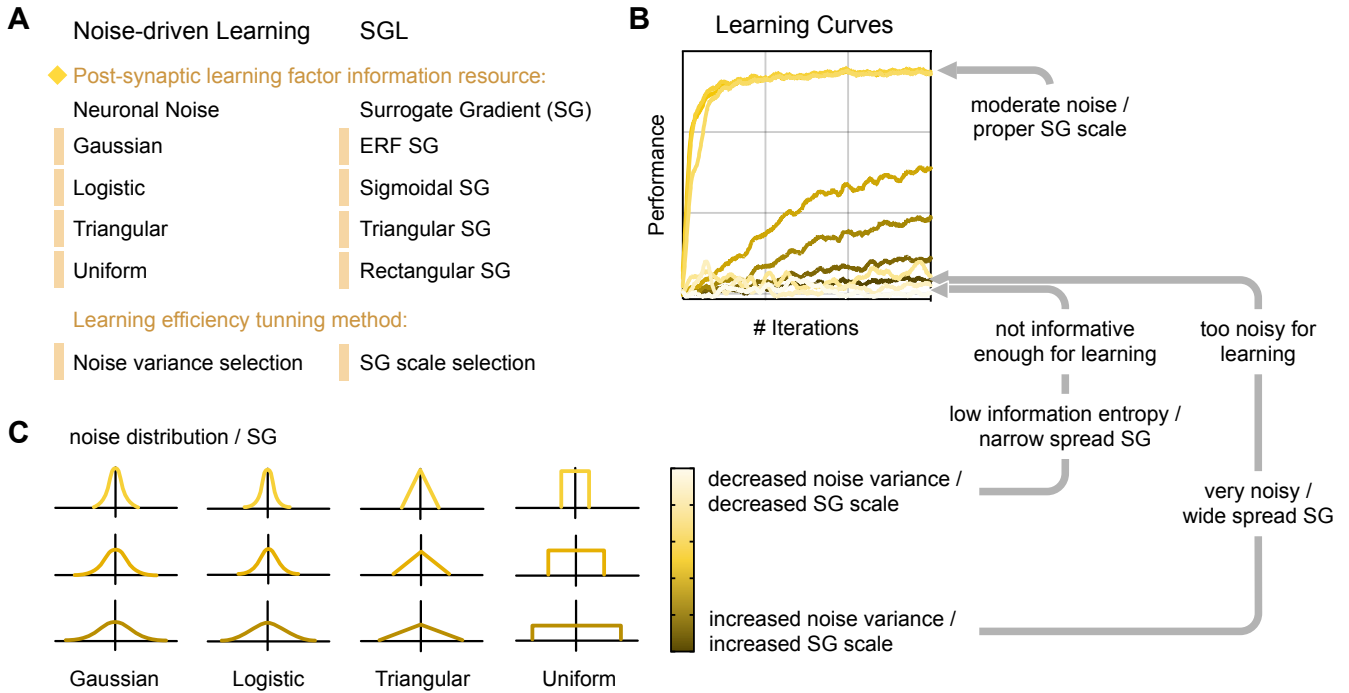 A
Noise-driven Learning
SGL
Post-synaptic learning factor information resource:
Neuronal Noise
Surrogate Gradient (SG)
Gaussian
ERF SG
Logistic
Sigmoidal SG
Triangular
Triangular SG
Uniform
Rectangular SG
Learning efficiency tunning method:
Noise variance selection
SG scale selection
B
Learning Curves
Performance
# Iterations
moderate noise /
proper SG scale
not informative
enough for learning
too noisy for
learning
low information entropy /
narrow spread SG
very noisy /
wide spread SG
C
noise distribution / SG
decreased noise variance /
decreased SG scale
increased noise variance /
increased SG scale
Gaussian
Logistic
Triangular
Uniform